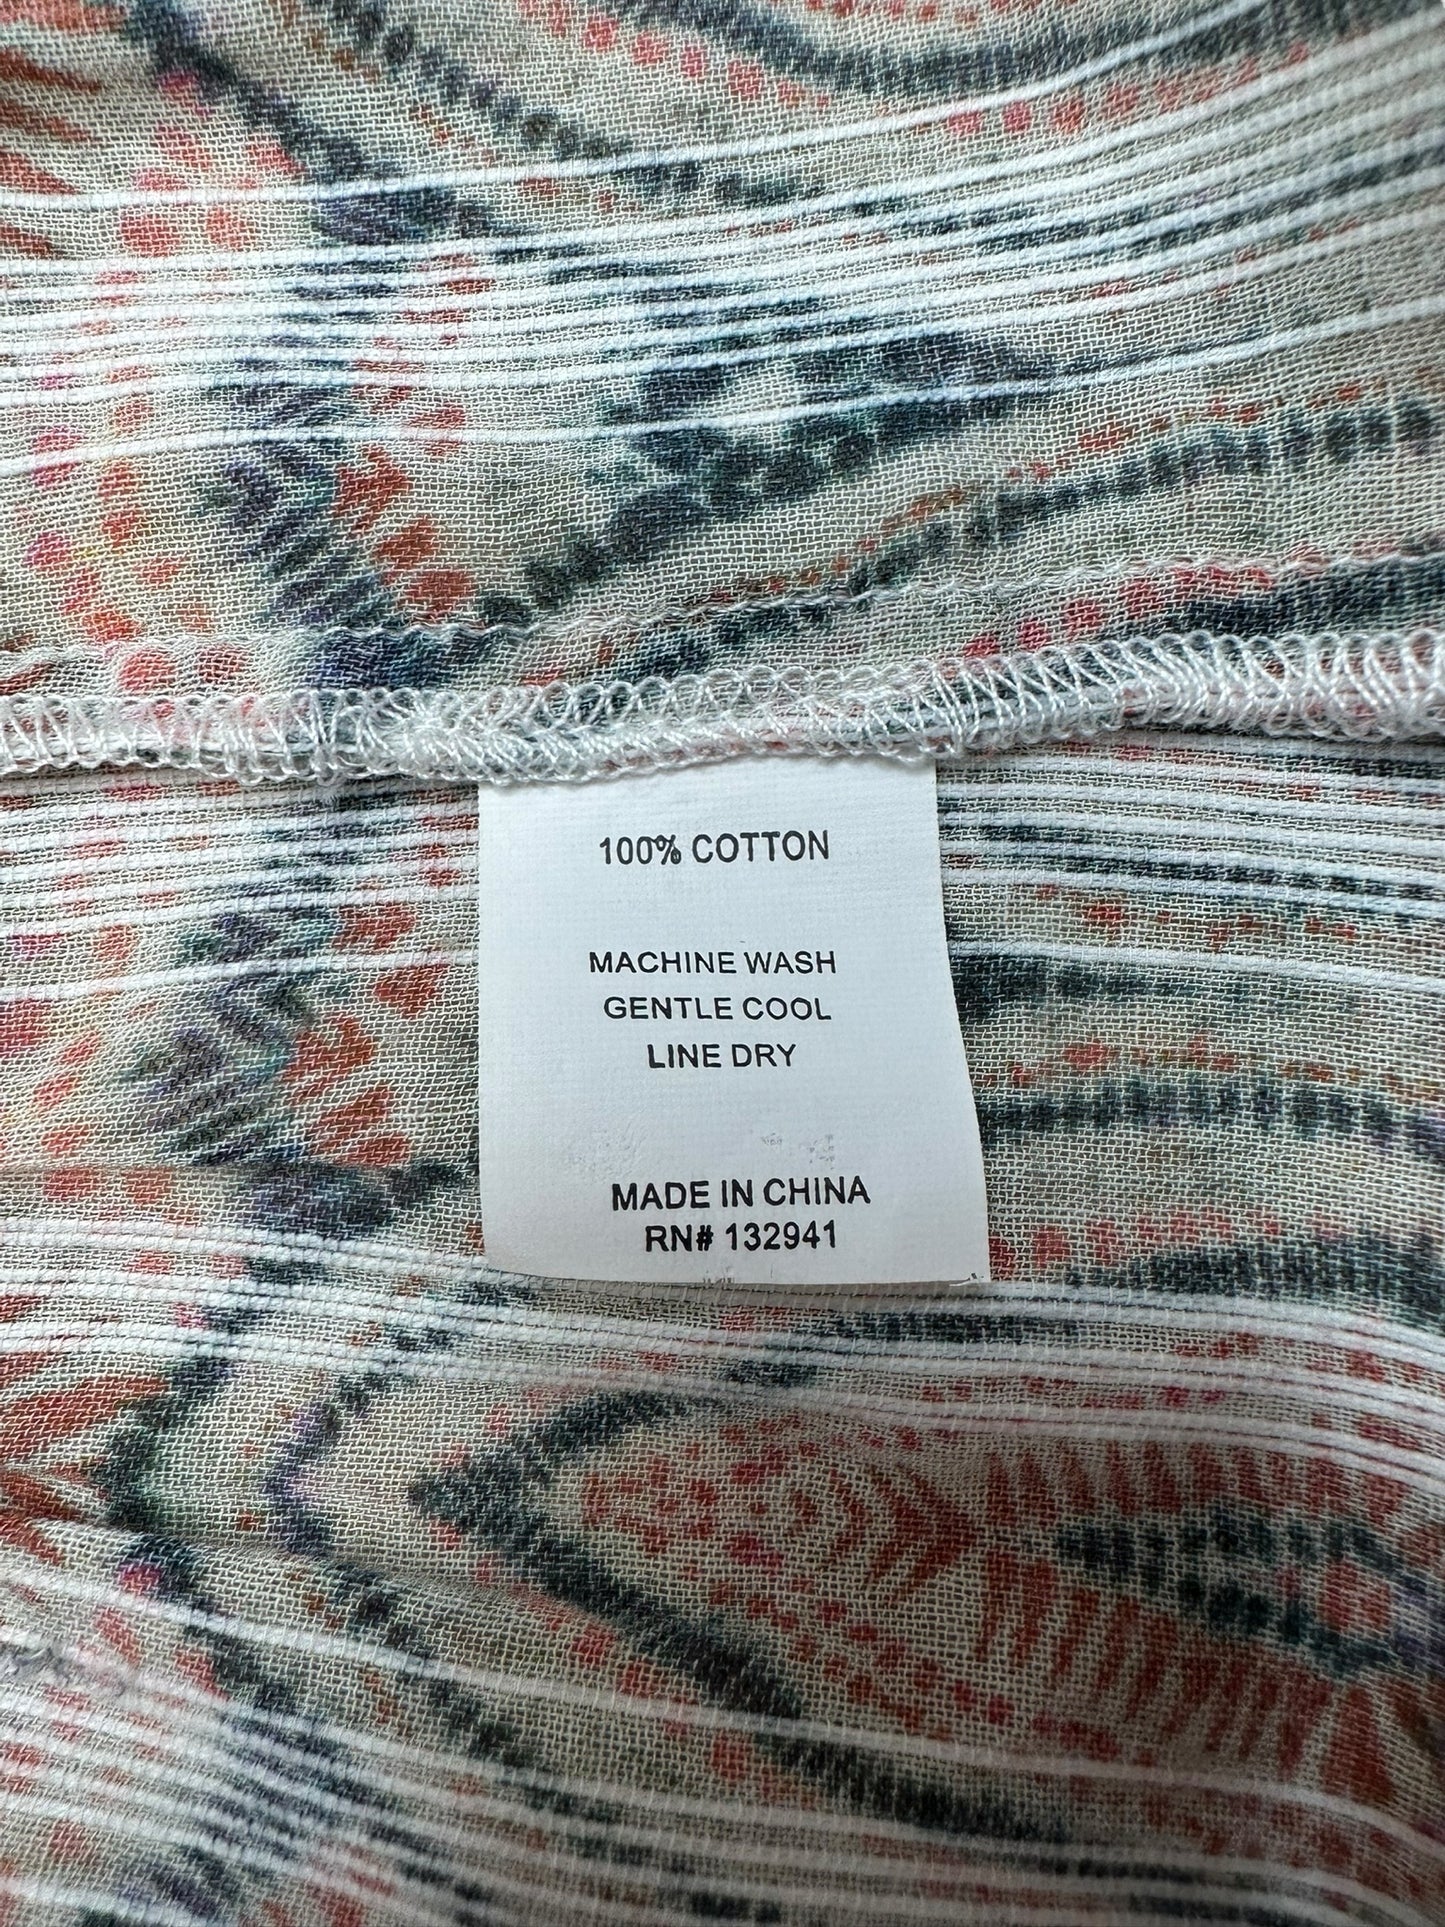 100% COTTON
MACHINE WASH
GENTLE COOL
LINE DRY
MADE IN CHINA
RN# 132941